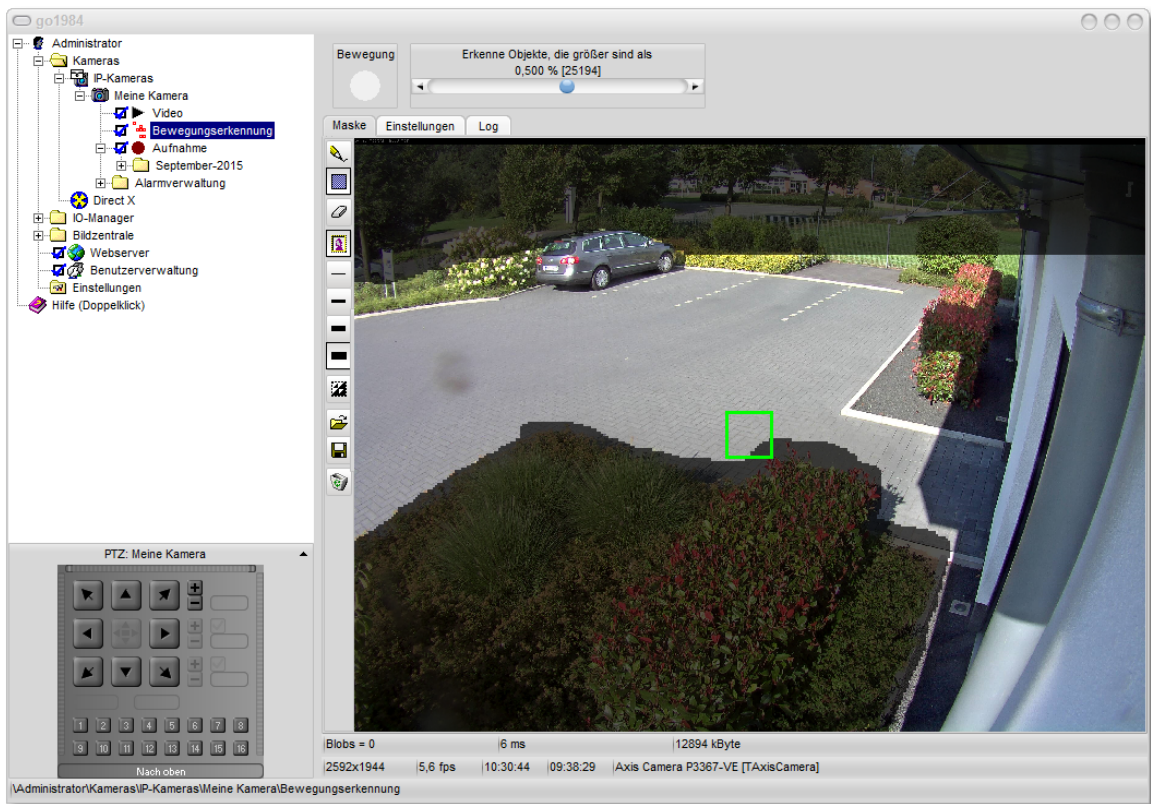 go1984
Administrator
Kameras
IP-Kameras
Meine Kamera
Video
Bewegungserkennung
Aufnahme
September-2015
Alarmverwaltung
Direct X
IO-Manager
Bildzentrale
Webserver
Benutzerverwaltung
Einstellungen
Hilfe (Doppelklick)
PTZ: Meine Kamera
1 2 3 4 5 6 7 8
9 10 11 12 13 14 15 16
Nach oben
Bewegung
Erkenne Objekte, die größer sind als
0,500 % [25194]
Maske Einstellungen Log
Blobs = 0 6 ms 12894 kByte
2592x1944 5,6 fps 10:30:44 09:38:29 Axis Camera P3367-VE [TAxisCamera]
\Administrator\Kameras\IP-Kameras\Meine Kamera\Bewegungserkennung